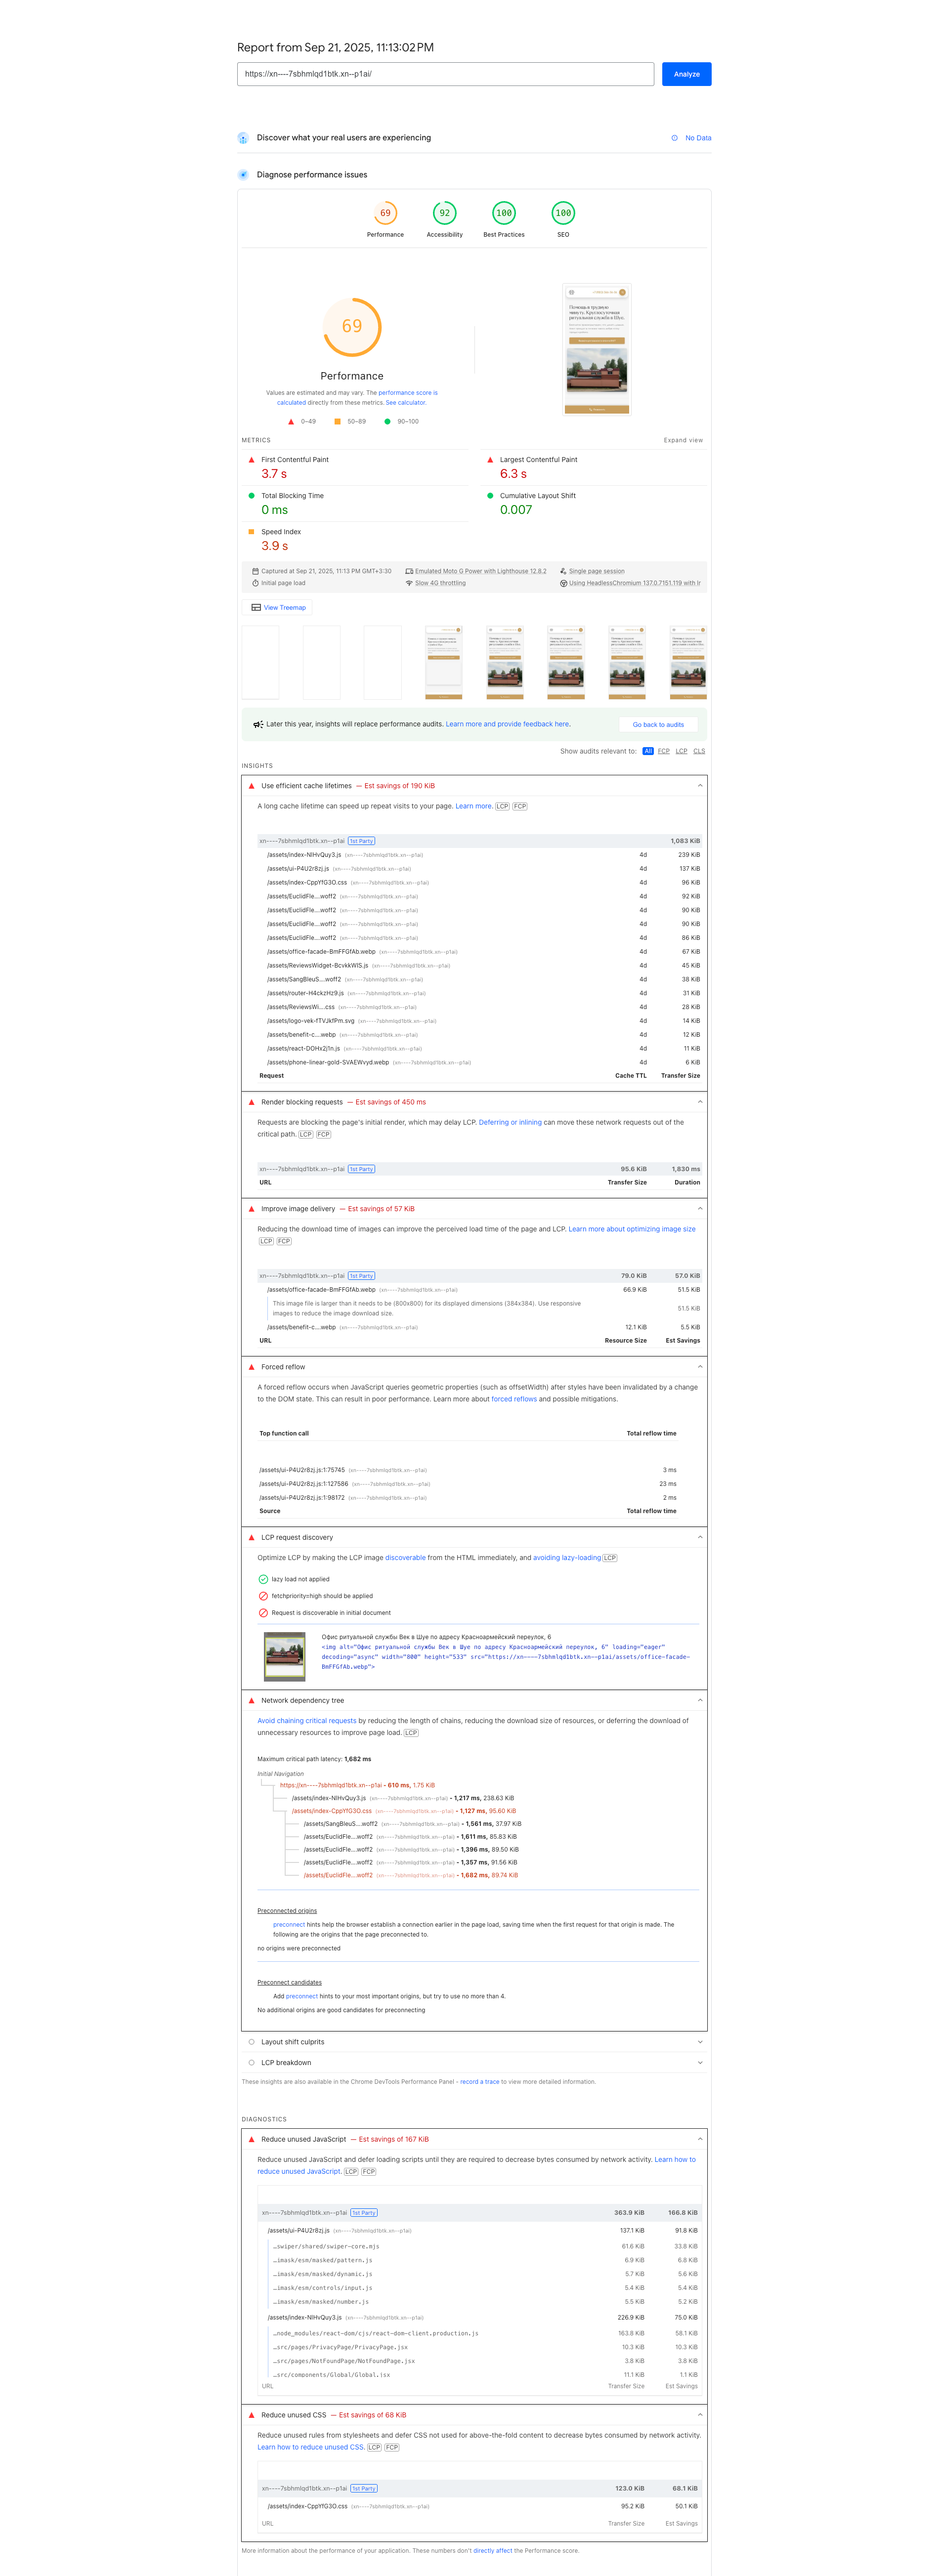 Report from Sep 21, 2025, 11:13:02 PM
https://xn----7sbhmlqd1btk.xn--p1ai/
Analyze
Discover what your real users are experiencing
No Data
Diagnose performance issues
69
92
100
100
Performance
Accessibility
Best Practices
SEO
69
Performance
Values are estimated and may vary. The performance score is
calculated directly from these metrics. See calculator.
0–49
50–89
90–100
Помощь в трудную
минуту. Круглосуточная
ритуальная служба в Шуе.
METRICS
Expand view
First Contentful Paint
3.7 s
Largest Contentful Paint
6.3 s
Total Blocking Time
0 ms
Cumulative Layout Shift
0.007
Speed Index
3.9 s
Captured at Sep 21, 2025, 11:13 PM GMT+3:30
Emulated Moto G Power with Lighthouse 12.8.2
Single page session
Initial page load
Slow 4G throttling
Using HeadlessChromium 137.0.7151.119 with lr
View Treemap
Later this year, insights will replace performance audits. Learn more and provide feedback here.
Go back to audits
Show audits relevant to: All FCP LCP CLS
INSIGHTS
Use efficient cache lifetimes — Est savings of 190 KiB
A long cache lifetime can speed up repeat visits to your page. Learn more. LCP FCP
xn----7sbhmlqd1btk.xn--p1ai 1st Party 1,083 KiB
/assets/index-NIHvQuy3.js (xn----7sbhmlqd1btk.xn--p1ai) 4d 239 KiB
/assets/ui-P4U2r8zj.js (xn----7sbhmlqd1btk.xn--p1ai) 4d 137 KiB
/assets/index-CppYfG3O.css (xn----7sbhmlqd1btk.xn--p1ai) 4d 96 KiB
/assets/EuclidFle….woff2 (xn----7sbhmlqd1btk.xn--p1ai) 4d 92 KiB
/assets/EuclidFle….woff2 (xn----7sbhmlqd1btk.xn--p1ai) 4d 90 KiB
/assets/EuclidFle….woff2 (xn----7sbhmlqd1btk.xn--p1ai) 4d 90 KiB
/assets/EuclidFle….woff2 (xn----7sbhmlqd1btk.xn--p1ai) 4d 86 KiB
/assets/office-facade-BmFFGfAb.webp (xn----7sbhmlqd1btk.xn--p1ai) 4d 67 KiB
/assets/ReviewsWidget-BcvkkWIS.js (xn----7sbhmlqd1btk.xn--p1ai) 4d 45 KiB
/assets/SangBleuS….woff2 (xn----7sbhmlqd1btk.xn--p1ai) 4d 38 KiB
/assets/router-H4ckzHz9.js (xn----7sbhmlqd1btk.xn--p1ai) 4d 31 KiB
/assets/ReviewsWi….css (xn----7sbhmlqd1btk.xn--p1ai) 4d 28 KiB
/assets/logo-vek-fTVJkfPm.svg (xn----7sbhmlqd1btk.xn--p1ai) 4d 14 KiB
/assets/benefit-c….webp (xn----7sbhmlqd1btk.xn--p1ai) 4d 12 KiB
/assets/react-DOHx2j1n.js (xn----7sbhmlqd1btk.xn--p1ai) 4d 11 KiB
/assets/phone-linear-gold-SVAEWvyd.webp (xn----7sbhmlqd1btk.xn--p1ai) 4d 6 KiB
Request Cache TTL Transfer Size
Render blocking requests — Est savings of 450 ms
Requests are blocking the page's initial render, which may delay LCP. Deferring or inlining can move these network requests out of the
critical path. LCP FCP
xn----7sbhmlqd1btk.xn--p1ai 1st Party 95.6 KiB 1,830 ms
URL Transfer Size Duration
Improve image delivery — Est savings of 57 KiB
Reducing the download time of images can improve the perceived load time of the page and LCP. Learn more about optimizing image size
LCP FCP
xn----7sbhmlqd1btk.xn--p1ai 1st Party 79.0 KiB 57.0 KiB
/assets/office-facade-BmFFGfAb.webp (xn----7sbhmlqd1btk.xn--p1ai) 66.9 KiB 51.5 KiB
This image file is larger than it needs to be (800x800) for its displayed dimensions (384x384). Use responsive
images to reduce the image download size.
51.5 KiB
/assets/benefit-c….webp (xn----7sbhmlqd1btk.xn--p1ai) 12.1 KiB 5.5 KiB
URL Resource Size Est Savings
Forced reflow
A forced reflow occurs when JavaScript queries geometric properties (such as offsetWidth) after styles have been invalidated by a change
to the DOM state. This can result in poor performance. Learn more about forced reflows and possible mitigations.
Top function call Total reflow time
/assets/ui-P4U2r8zj.js:1:75745 (xn----7sbhmlqd1btk.xn--p1ai) 3 ms
/assets/ui-P4U2r8zj.js:1:127586 (xn----7sbhmlqd1btk.xn--p1ai) 23 ms
/assets/ui-P4U2r8zj.js:1:98172 (xn----7sbhmlqd1btk.xn--p1ai) 2 ms
Source Total reflow time
LCP request discovery
Optimize LCP by making the LCP image discoverable from the HTML immediately, and avoiding lazy-loading LCP
lazy load not applied
fetchpriority=high should be applied
Request is discoverable in initial document
Офис ритуальной службы Век в Шуе по адресу Красноармейский переулок, 6
<img alt="Офис ритуальной службы Век в Шуе по адресу Красноармейский переулок, 6" loading="eager"
decoding="async" width="800" height="533" src="https://xn----7sbhmlqd1btk.xn--p1ai/assets/office-facade-
BmFFGfAb.webp">
Network dependency tree
Avoid chaining critical requests by reducing the length of chains, reducing the download size of resources, or deferring the download of
unnecessary resources to improve page load. LCP
Maximum critical path latency: 1,682 ms
Initial Navigation
https://xn----7sbhmlqd1btk.xn--p1ai - 610 ms, 1.75 KiB
/assets/index-NIHvQuy3.js (xn----7sbhmlqd1btk.xn--p1ai) - 1,217 ms, 238.63 KiB
/assets/index-CppYfG3O.css (xn----7sbhmlqd1btk.xn--p1ai) - 1,127 ms, 95.60 KiB
/assets/SangBleuS….woff2 (xn----7sbhmlqd1btk.xn--p1ai) - 1,561 ms, 37.97 KiB
/assets/EuclidFle….woff2 (xn----7sbhmlqd1btk.xn--p1ai) - 1,611 ms, 85.83 KiB
/assets/EuclidFle….woff2 (xn----7sbhmlqd1btk.xn--p1ai) - 1,396 ms, 89.50 KiB
/assets/EuclidFle….woff2 (xn----7sbhmlqd1btk.xn--p1ai) - 1,357 ms, 91.56 KiB
/assets/EuclidFle….woff2 (xn----7sbhmlqd1btk.xn--p1ai) - 1,682 ms, 89.74 KiB
Preconnected origins
preconnect hints help the browser establish a connection earlier in the page load, saving time when the first request for that origin is made. The
following are the origins that the page preconnected to.
no origins were preconnected
Preconnect candidates
Add preconnect hints to your most important origins, but try to use no more than 4.
No additional origins are good candidates for preconnecting
Layout shift culprits
LCP breakdown
These insights are also available in the Chrome DevTools Performance Panel - record a trace to view more detailed information.
DIAGNOSTICS
Reduce unused JavaScript — Est savings of 167 KiB
Reduce unused JavaScript and defer loading scripts until they are required to decrease bytes consumed by network activity. Learn how to
reduce unused JavaScript. LCP FCP
xn----7sbhmlqd1btk.xn--p1ai 1st Party 363.9 KiB 166.8 KiB
/assets/ui-P4U2r8zj.js (xn----7sbhmlqd1btk.xn--p1ai) 137.1 KiB 91.8 KiB
…swiper/shared/swiper-core.mjs 61.6 KiB 33.8 KiB
…imask/esm/masked/pattern.js 6.9 KiB 6.8 KiB
…imask/esm/masked/dynamic.js 5.7 KiB 5.6 KiB
…imask/esm/controls/input.js 5.4 KiB 5.4 KiB
…imask/esm/masked/number.js 5.5 KiB 5.2 KiB
/assets/index-NIHvQuy3.js (xn----7sbhmlqd1btk.xn--p1ai) 226.9 KiB 75.0 KiB
…node_modules/react-dom/cjs/react-dom-client.production.js 163.8 KiB 58.1 KiB
…src/pages/PrivacyPage/PrivacyPage.jsx 10.3 KiB 10.3 KiB
…src/pages/NotFoundPage/NotFoundPage.jsx 3.8 KiB 3.8 KiB
…src/components/Global/Global.jsx 11.1 KiB 1.1 KiB
URL Transfer Size Est Savings
Reduce unused CSS — Est savings of 68 KiB
Reduce unused rules from stylesheets and defer CSS not used for above-the-fold content to decrease bytes consumed by network activity.
Learn how to reduce unused CSS. LCP FCP
xn----7sbhmlqd1btk.xn--p1ai 1st Party 123.0 KiB 68.1 KiB
/assets/index-CppYfG3O.css (xn----7sbhmlqd1btk.xn--p1ai) 95.2 KiB 50.1 KiB
URL Transfer Size Est Savings
More information about the performance of your application. These numbers don't directly affect the Performance score.